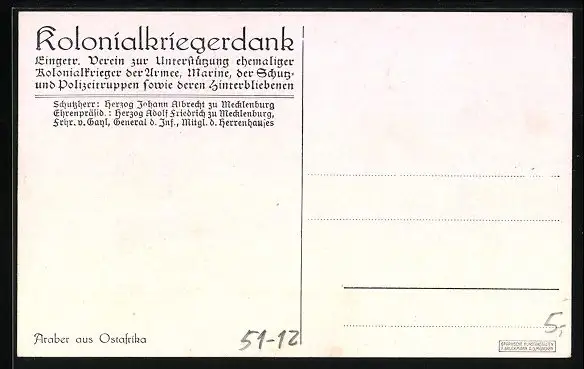 Kolonialkriegerdank
Eingetr. Verein zur Unterstützung ehemaliger
Kolonialkrieger der Armee, Marine, der Schutz-
und Polizeitruppen sowie deren Hinterbliebenen
Schutzherr: Herzog Johann Albrecht zu Mecklenburg
Ehrenpräsid.: Herzog Adolf Friedrich zu Mecklenburg,
Frhr. v. Gayl, General d. Inf., Mitgl. d. Herrenhauses
Araber aus Ostafrika
51-12
5,-